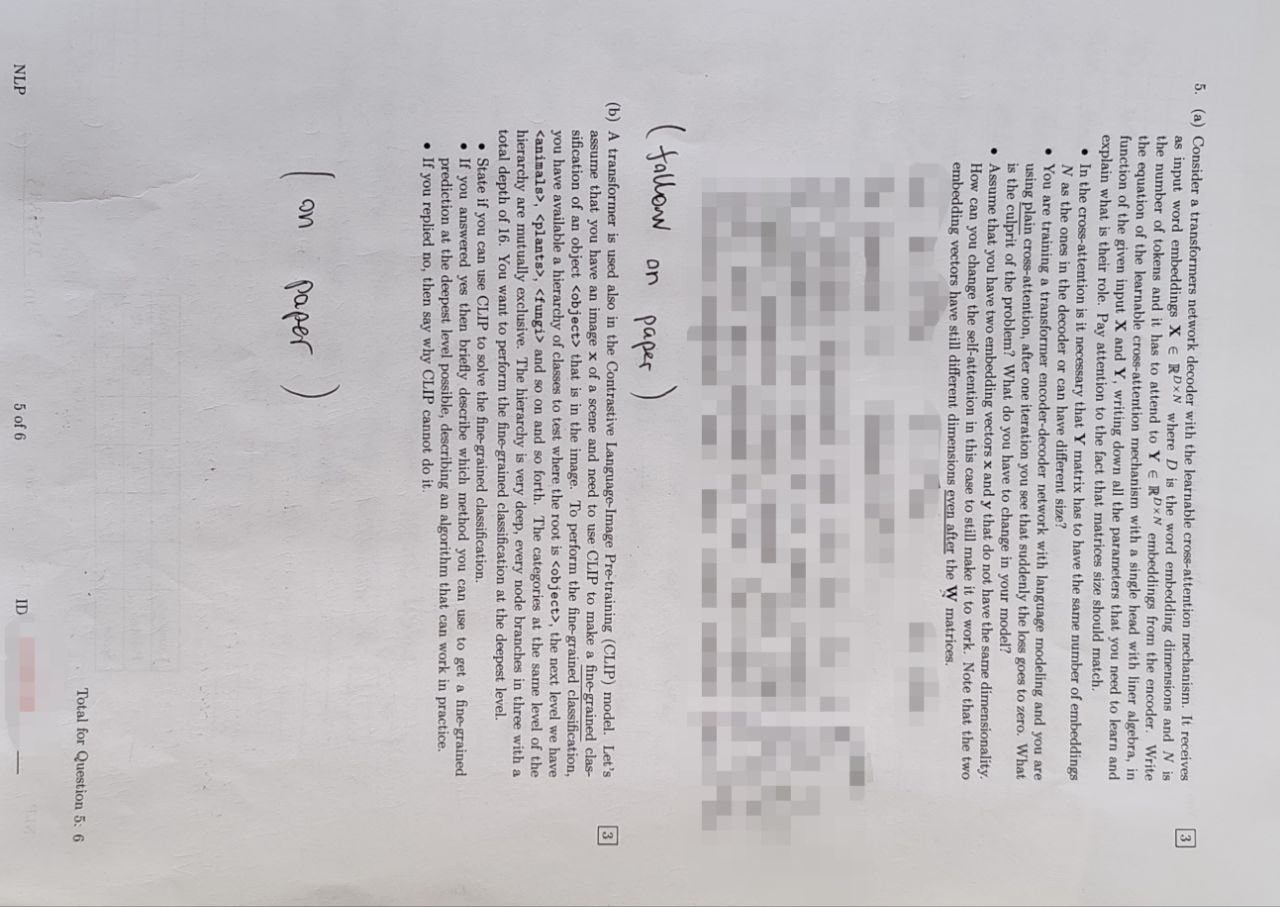 5. (a) Consider a transformers network decoder with the learnable cross-attention mechanism. It receives
as input word embeddings X ∈ ℝ^{D×N} where D is the word embedding dimensions and N is
the number of tokens and it has to attend to Y ∈ ℝ^{D×N} embeddings from the encoder. Write
the equation of the learnable cross-attention mechanism with a single head with liner algebra, in
function of the given input X and Y, writing down all the parameters that you need to learn and
explain what is their role. Pay attention to the fact that matrices size should match.
• In the cross-attention is it necessary that Y matrix has to have the same number of embeddings
N as the ones in the decoder or can have different size?
• You are training a transformer encoder-decoder network with language modeling and you are
using plain cross-attention, after one iteration you see that suddenly the loss goes to zero. What
is the culprit of the problem? What do you have to change in your model?
• Assume that you have two embedding vectors x and y that do not have the same dimensionality.
How can you change the self-attention in this case to still make it to work. Note that the two
embedding vectors have still different dimensions even after the W matrices.
3
(follow on paper)
(b) A transformer is used also in the Contrastive Language-Image Pre-training (CLIP) model. Let's
assume that you have an image x of a scene and need to use CLIP to make a fine-grained clas-
sification of an object <object> that is in the image. To perform the fine-grained classification,
you have available a hierarchy of classes to test where the root is <object>, the next level we have
<animals>, <plants>, <fungi> and so on and so forth. The categories at the same level of the
hierarchy are mutually exclusive. The hierarchy is very deep, every node branches in three with a
total depth of 16. You want to perform the fine-grained classification at the deepest level.
• State if you can use CLIP to solve the fine-grained classification.
• If you answered yes then briefly describe which method you can use to get a fine-grained
prediction at the deepest level possible, describing an algorithm that can work in practice.
• If you replied no, then say why CLIP cannot do it.
3
(on paper)
Total for Question 5: 6
NLP 5 of 6 ID